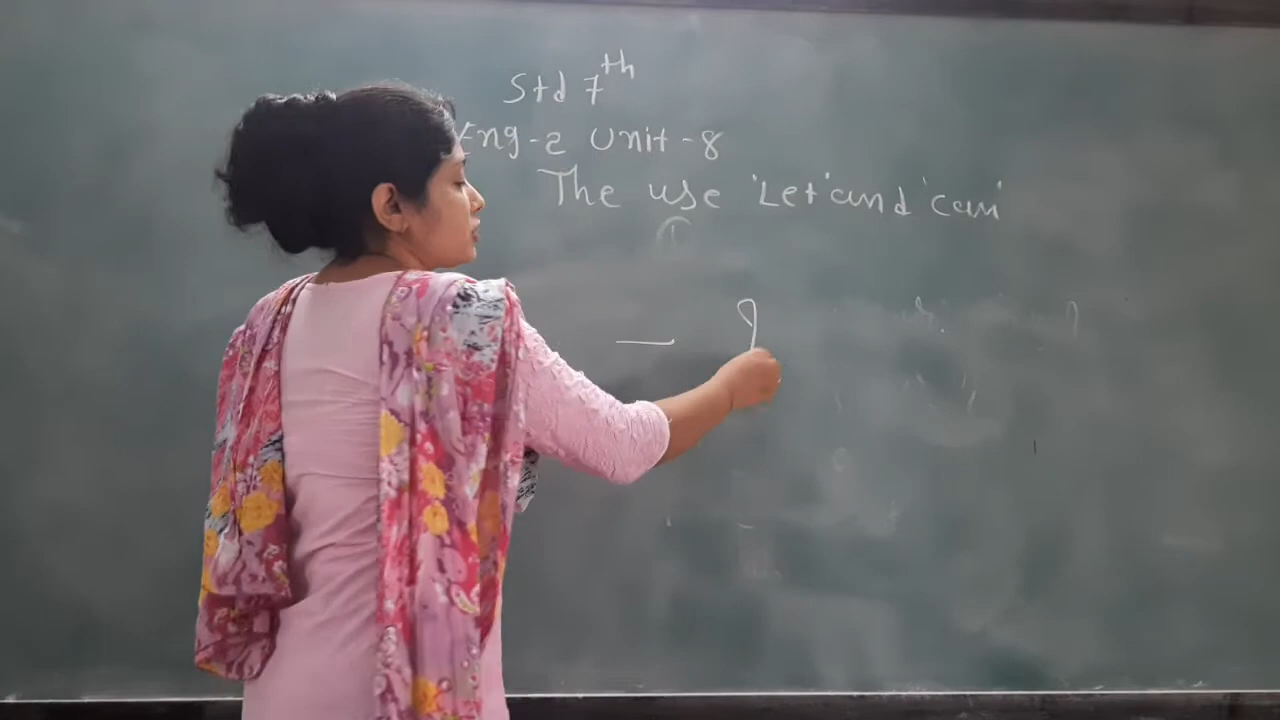 Std 7th
Eng-2 Unit-8
The use 'Let' and 'can'